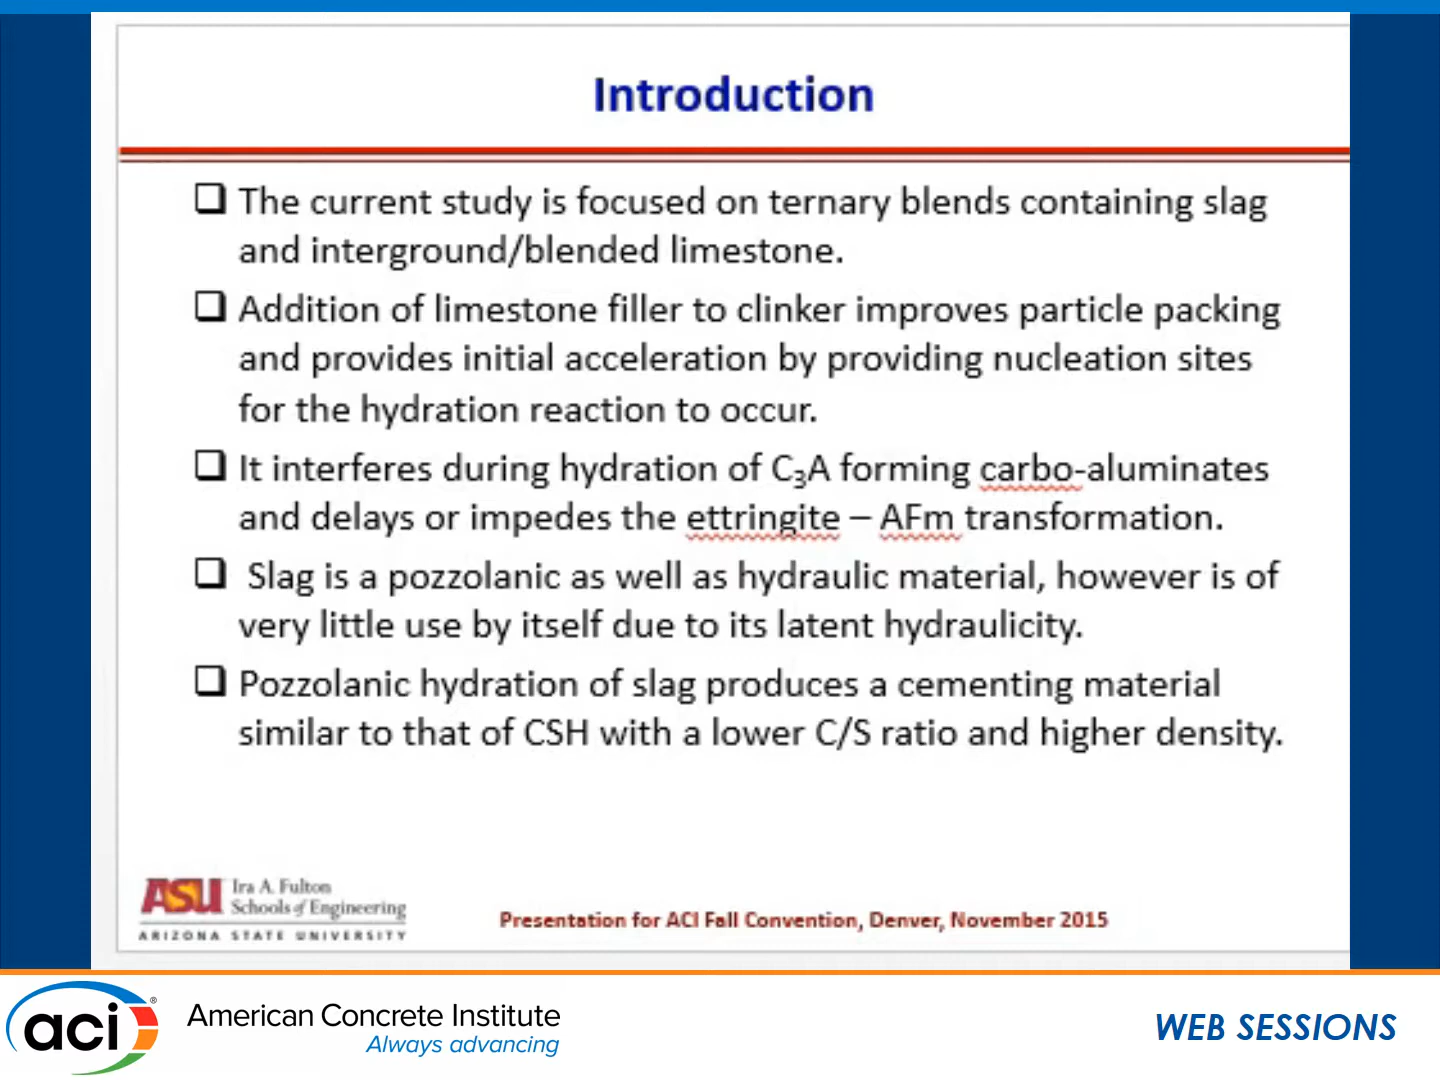 Introduction
The current study is focused on ternary blends containing slag
and interground/blended limestone.
Addition of limestone filler to clinker improves particle packing
and provides initial acceleration by providing nucleation sites
for the hydration reaction to occur.
It interferes during hydration of C₃A forming carbo-aluminates
and delays or impedes the ettringite – AFm transformation.
Slag is a pozzolanic as well as hydraulic material, however is of
very little use by itself due to its latent hydraulicity.
Pozzolanic hydration of slag produces a cementing material
similar to that of CSH with a lower C/S ratio and higher density.
ASU Ira A. Fulton
Schools of Engineering
ARIZONA STATE UNIVERSITY
Presentation for ACI Fall Convention, Denver, November 2015
aci®
American Concrete Institute
Always advancing
WEB SESSIONS